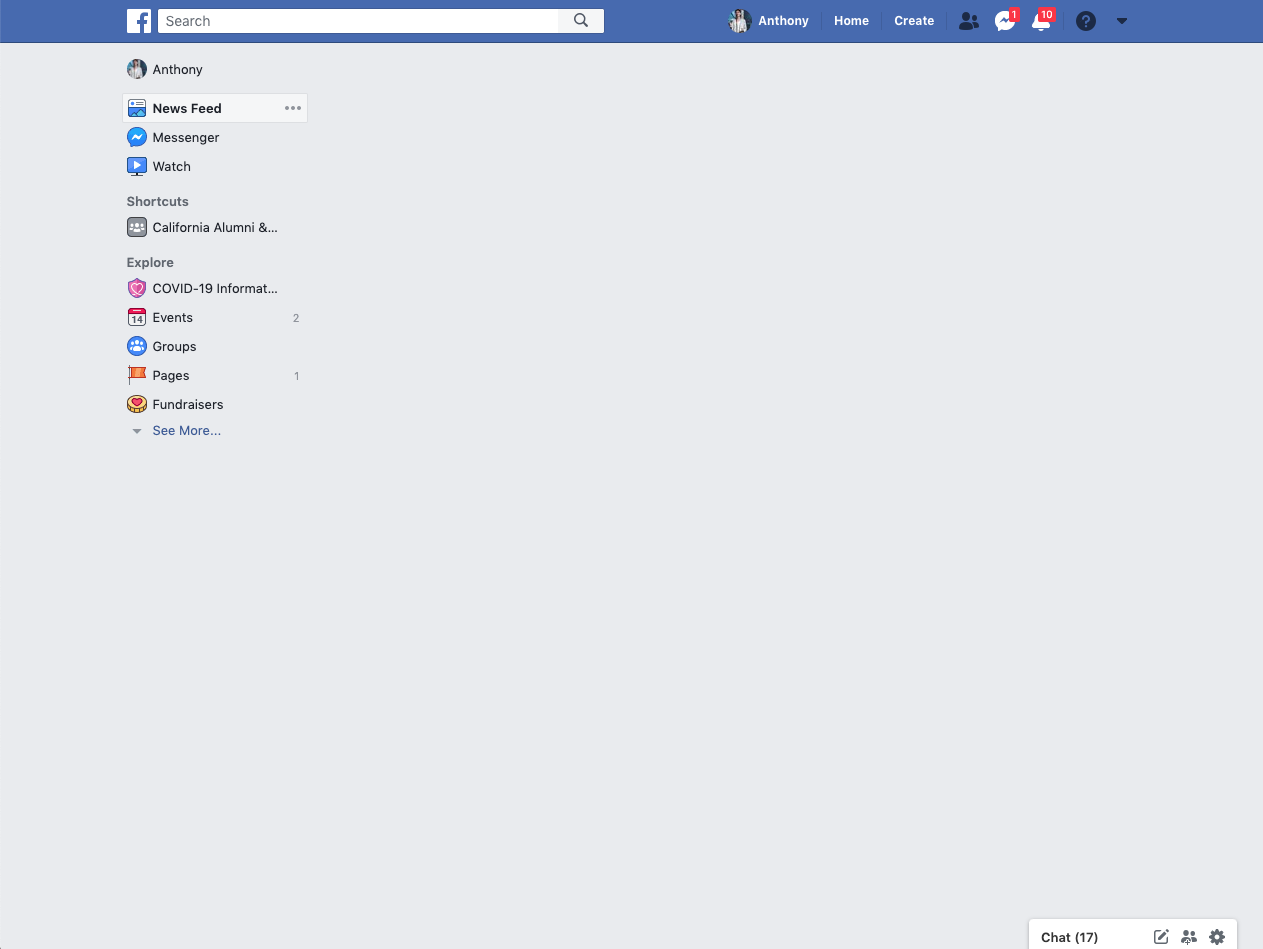 Search
Anthony
Home
Create
1
10
Anthony
News Feed
Messenger
Watch
Shortcuts
California Alumni &...
Explore
COVID-19 Informat...
14
Events 2
Groups
Pages 1
Fundraisers
See More...
Chat (17)